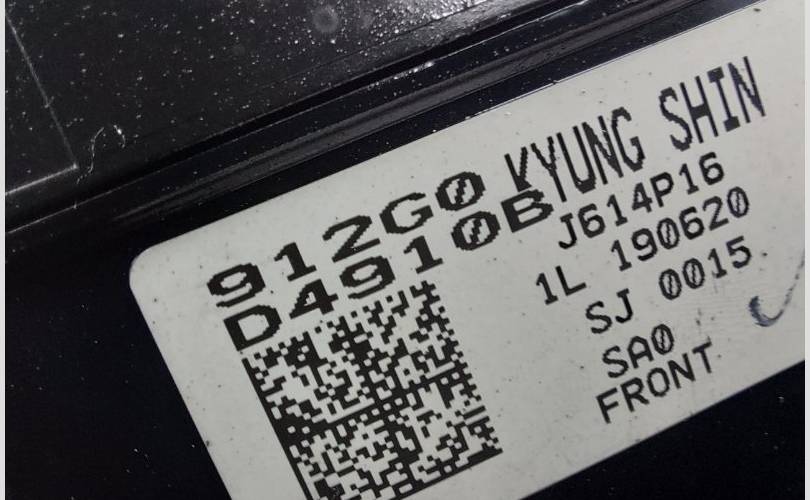 912G0 KYUNG SHIN
D4910B J614P16
1L 190620
SJ 0015
SA0
FRONT